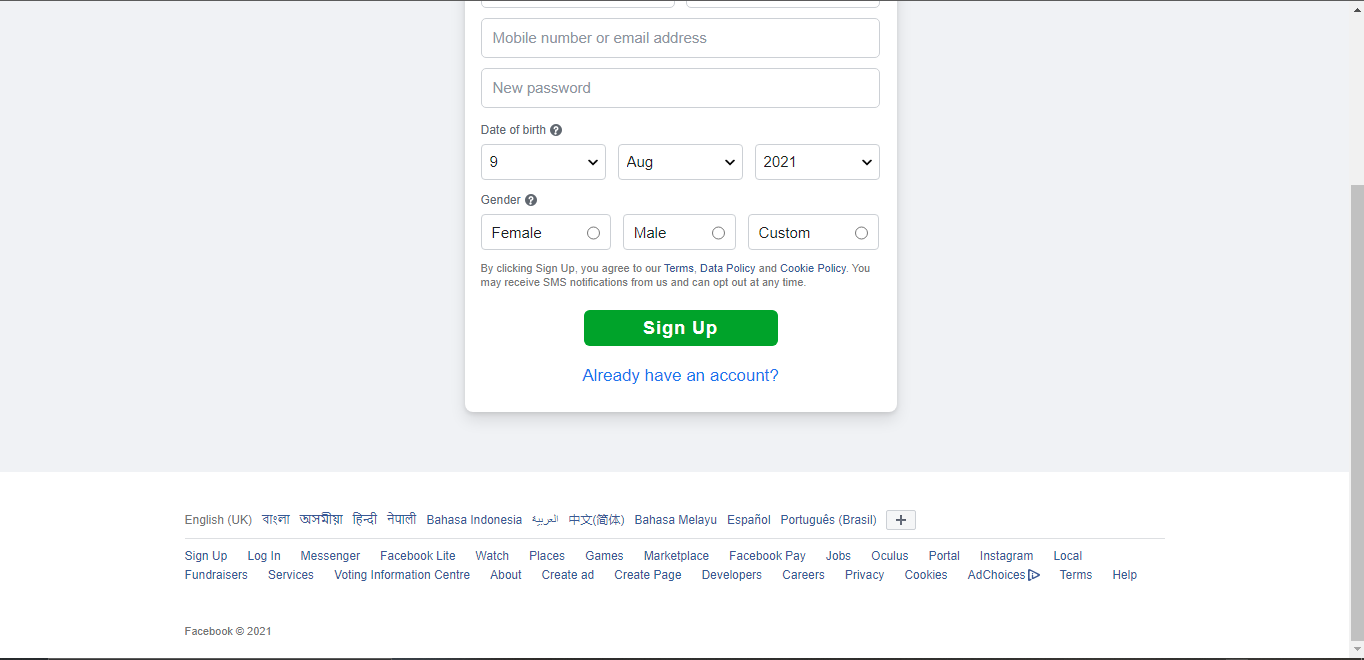 Mobile number or email address
New password
Date of birth ?
9 Aug 2021
Gender ?
Female Male Custom
By clicking Sign Up, you agree to our Terms, Data Policy and Cookie Policy. You
may receive SMS notifications from us and can opt out at any time.
Sign Up
Already have an account?
English (UK) বাংলা অসমীয়া हिन्दी नेपाली Bahasa Indonesia العربية 中文(简体) Bahasa Melayu Español Português (Brasil) +
Sign Up Log In Messenger Facebook Lite Watch Places Games Marketplace Facebook Pay Jobs Oculus Portal Instagram Local
Fundraisers Services Voting Information Centre About Create ad Create Page Developers Careers Privacy Cookies AdChoices Terms Help
Facebook © 2021